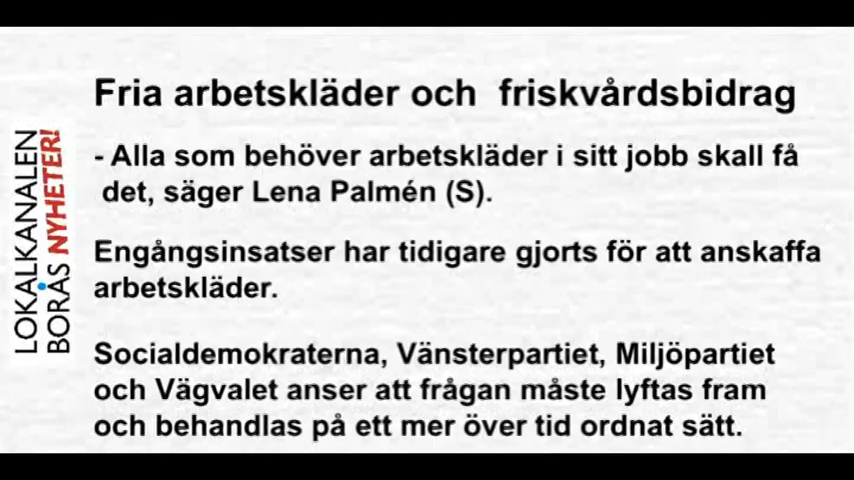 Fria arbetskläder och friskvårdsbidrag
- Alla som behöver arbetskläder i sitt jobb skall få
det, säger Lena Palmén (S).
Engångsinsatser har tidigare gjorts för att anskaffa
arbetskläder.
Socialdemokraterna, Vänsterpartiet, Miljöpartiet
och Vägvalet anser att frågan måste lyftas fram
och behandlas på ett mer över tid ordnat sätt.
LOKALKANALEN
BORÅS NYHETER!